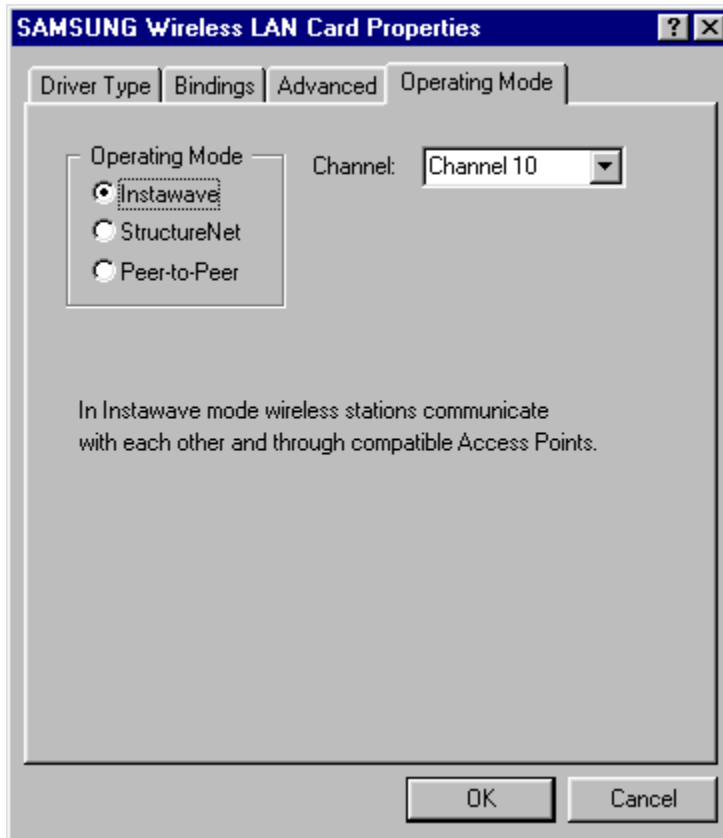 SAMSUNG Wireless LAN Card Properties
Driver Type Bindings Advanced Operating Mode
Operating Mode
Instawave
StructureNet
Peer-to-Peer
Channel: Channel 10
In Instawave mode wireless stations communicate
with each other and through compatible Access Points.
OK Cancel